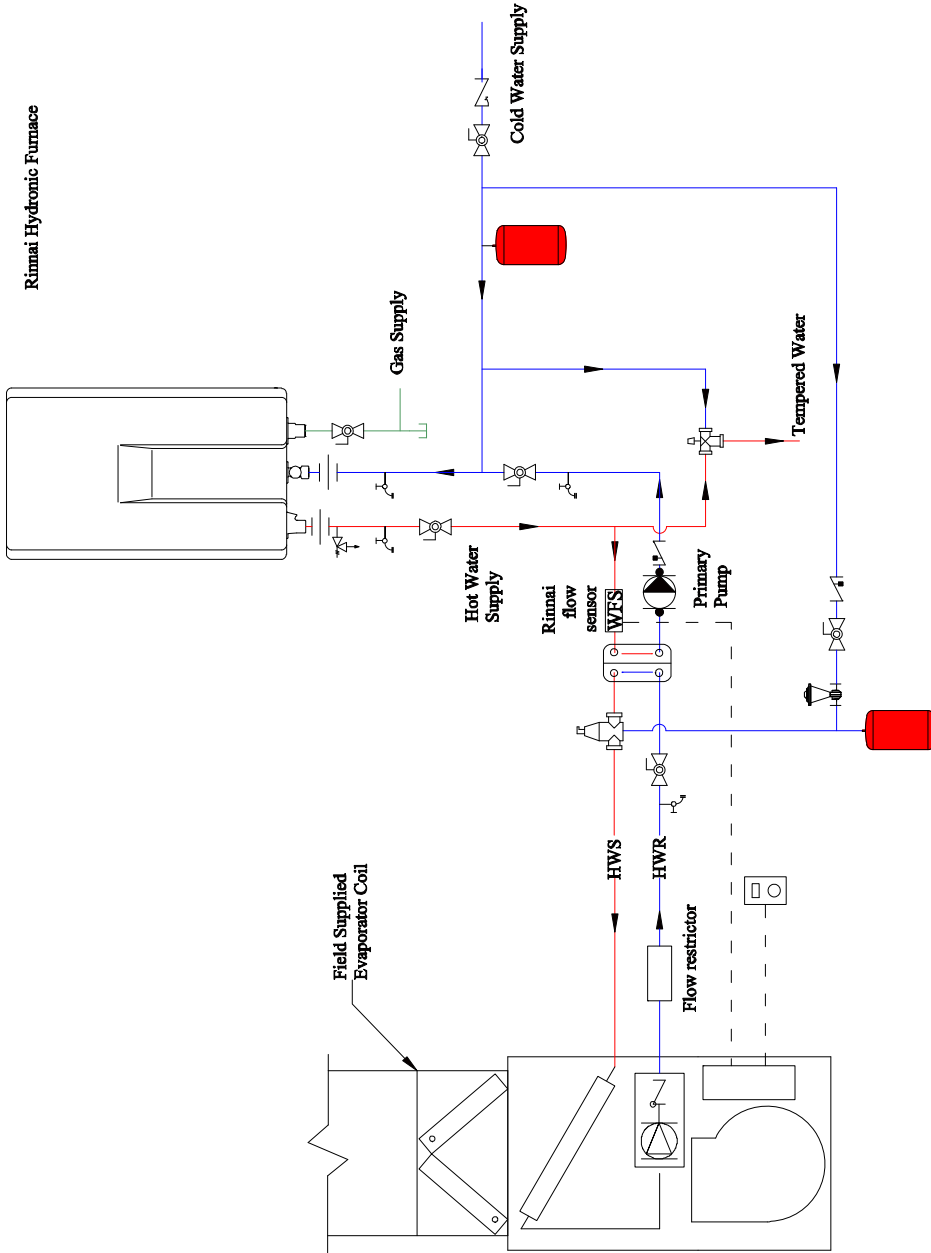 Rinnai Hydronic Furnace
Cold Water Supply
Gas Supply
Tempered Water
Hot Water
Supply
Rinnai
flow
sensor
WFS
Primary
Pump
HWS
HWR
Field Supplied
Evaporator Coil
Flow restrictor